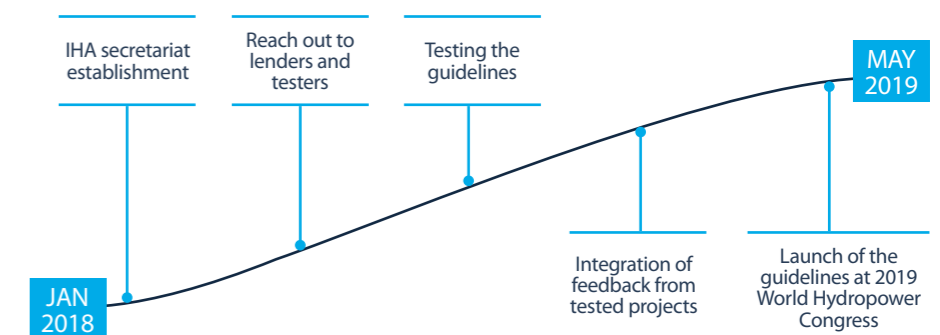 JAN
2018
IHA secretariat
establishment
Reach out to
lenders and
testers
Testing the
guidelines
Integration of
feedback from
tested projects
Launch of the
guidelines at 2019
World Hydropower
Congress
MAY
2019